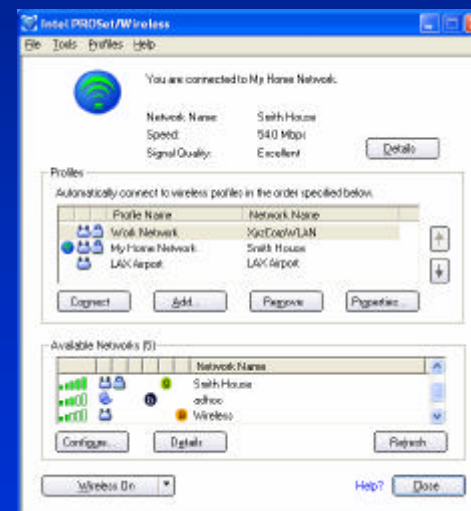 Intel PROSet/Wireless
File Tools Profiles Help
You are connected to My Home Network.
Network Name: Smith House
Speed: 54.0 Mbps
Signal Quality: Excellent
Details
Profiles
Automatically connect to wireless profiles in the order specified below.
Profile Name Network Name
Work Network XyzCorpWLAN
My Home Network Smith House
LAX Airport LAX Airport
Connect Add... Remove Properties...
Available Networks (5)
Network Name
Smith House
adhoc
Wireless
Configure... Details Refresh
Wireless On Help? Close